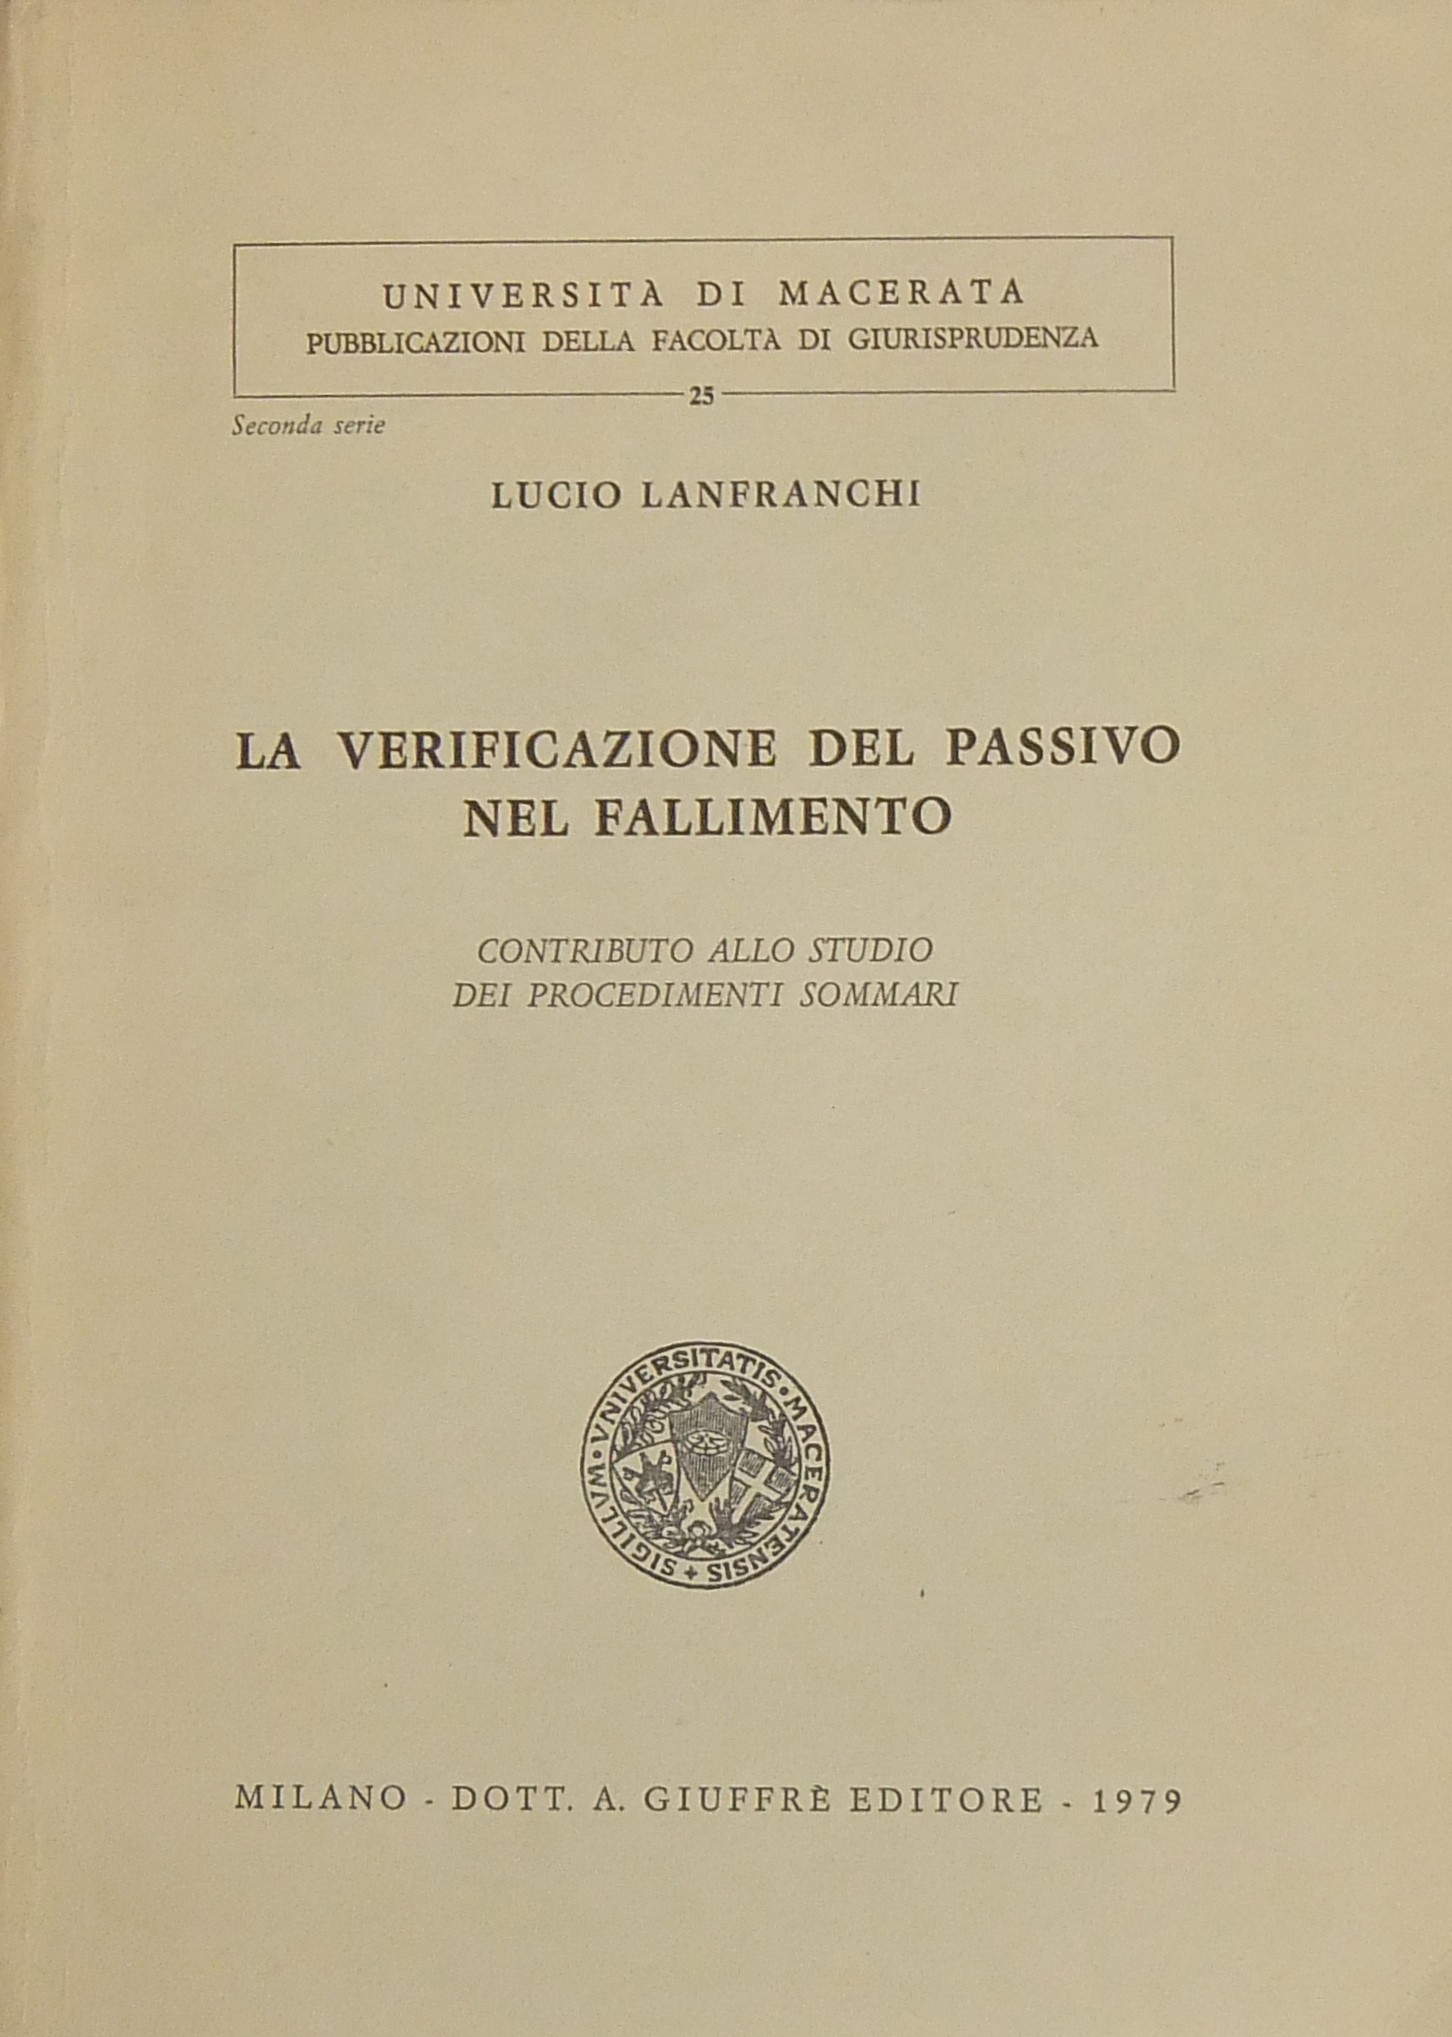 UNIVERSITÀ DI MACERATA
PUBBLICAZIONI DELLA FACOLTÀ DI GIURISPRUDENZA
25
Seconda serie
LUCIO LANFRANCHI
LA VERIFICAZIONE DEL PASSIVO
NEL FALLIMENTO
CONTRIBUTO ALLO STUDIO
DEI PROCEDIMENTI SOMMARI
SIGILLVM • VNIVERSITATIS • MACERATENSIS
MILANO - DOTT. A. GIUFFRÈ EDITORE - 1979